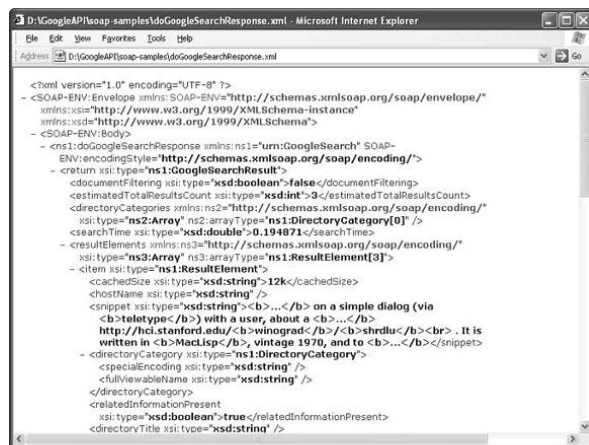 D:\GoogleAPI\soap-samples\doGoogleSearchResponse.xml - Microsoft Internet Explorer
File Edit View Favorites Tools Help
Address D:\GoogleAPI\soap-samples\doGoogleSearchResponse.xml Go
<?xml version="1.0" encoding="UTF-8" ?>
- <SOAP-ENV:Envelope xmlns:SOAP-ENV="http://schemas.xmlsoap.org/soap/envelope/"
xmlns:xsi="http://www.w3.org/1999/XMLSchema-instance"
xmlns:xsd="http://www.w3.org/1999/XMLSchema">
- <SOAP-ENV:Body>
- <ns1:doGoogleSearchResponse xmlns:ns1="urn:GoogleSearch" SOAP-
ENV:encodingStyle="http://schemas.xmlsoap.org/soap/encoding/">
- <return xsi:type="ns1:GoogleSearchResult">
<documentFiltering xsi:type="xsd:boolean">false</documentFiltering>
<estimatedTotalResultsCount xsi:type="xsd:int">3</estimatedTotalResultsCount>
<directoryCategories xmlns:ns2="http://schemas.xmlsoap.org/soap/encoding/"
xsi:type="ns2:Array" ns2:arrayType="ns1:DirectoryCategory[0]" />
<searchTime xsi:type="xsd:double">0.194871</searchTime>
- <resultElements xmlns:ns3="http://schemas.xmlsoap.org/soap/encoding/"
xsi:type="ns3:Array" ns3:arrayType="ns1:ResultElement[3]">
- <item xsi:type="ns1:ResultElement">
<cachedSize xsi:type="xsd:string">12k</cachedSize>
<hostName xsi:type="xsd:string" />
<snippet xsi:type="xsd:string"><b>...</b> on a simple dialog (via
<b>teletype</b>) with a user, about a <b>...</b>
http://hci.stanford.edu/<b>winograd</b>/<b>shrdlu</b><br> . It is
written in <b>MacLisp</b>, vintage 1970, and to <b>...</b></snippet>
- <directoryCategory xsi:type="ns1:DirectoryCategory">
<specialEncoding xsi:type="xsd:string" />
<fullViewableName xsi:type="xsd:string" />
</directoryCategory>
<relatedInformationPresent
xsi:type="xsd:boolean">true</relatedInformationPresent>
<directoryTitle xsi:type="xsd:string" />